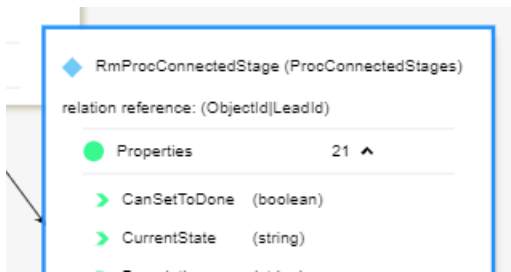 RmProcConnectedStage (ProcConnectedStages)
relation reference: (ObjectId|LeadId)
Properties 21
CanSetToDone (boolean)
CurrentState (string)